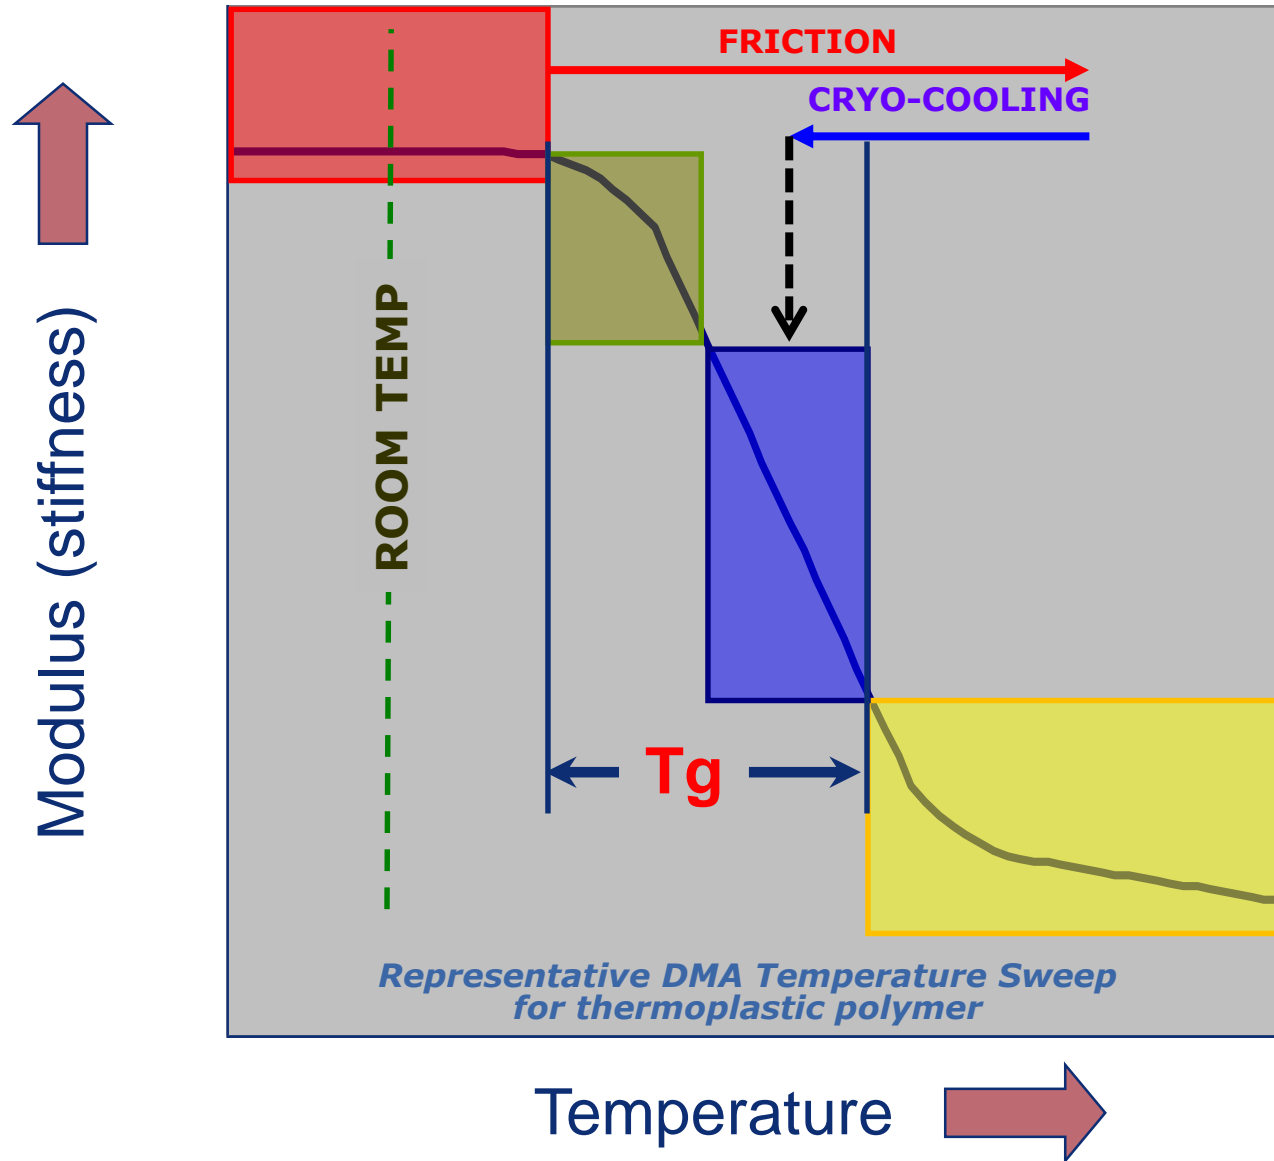 FRICTION
CRYO-COOLING
Modulus (stiffness)
ROOM TEMP
Tg
Representative DMA Temperature Sweep
for thermoplastic polymer
Temperature